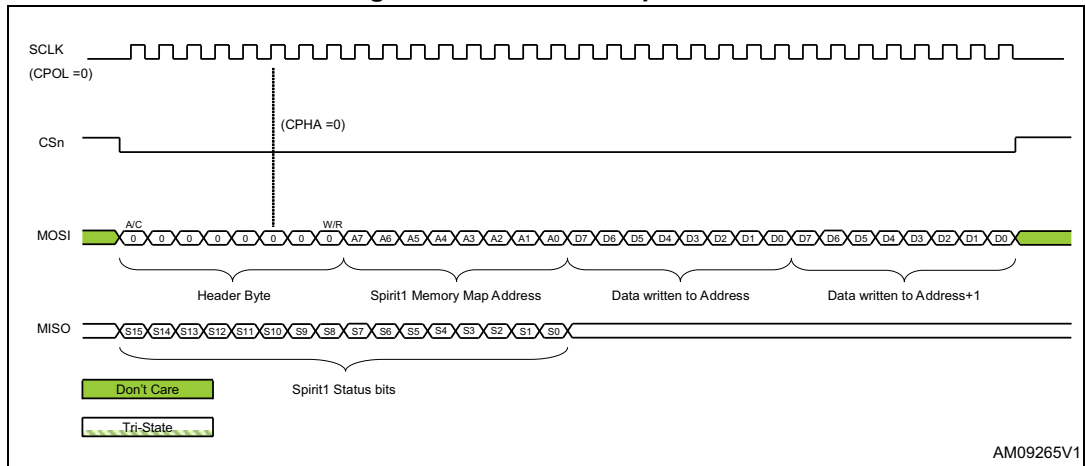 SCLK
(CPOL =0)
(CPHA =0)
CSn
A/C W/R
MOSI 0 0 0 0 0 0 0 0 A7 A6 A5 A4 A3 A2 A1 A0 D7 D6 D5 D4 D3 D2 D1 D0 D7 D6 D5 D4 D3 D2 D1 D0
Header Byte Spirit1 Memory Map Address Data written to Address Data written to Address+1
MISO S15 S14 S13 S12 S11 S10 S9 S8 S7 S6 S5 S4 S3 S2 S1 S0
Don't Care Spirit1 Status bits
Tri-State
AM09265V1